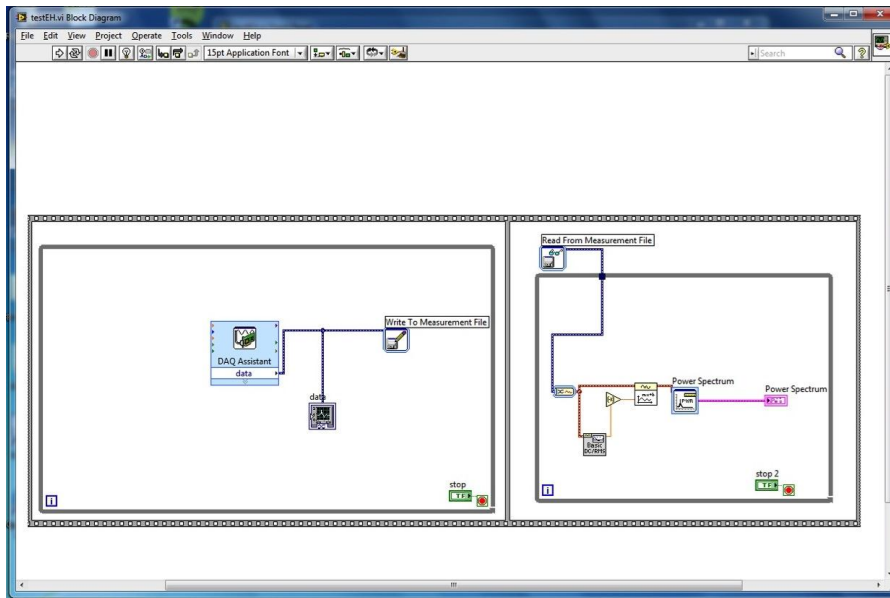 testEH.vi Block Diagram
File Edit View Project Operate Tools Window Help
15pt Application Font
Search
Read From Measurement File
DAQ Assistant
data
Write To Measurement File
data
Power Spectrum
Power Spectrum
Basic
DC/RMS
stop
TF
i
stop 2
TF
i